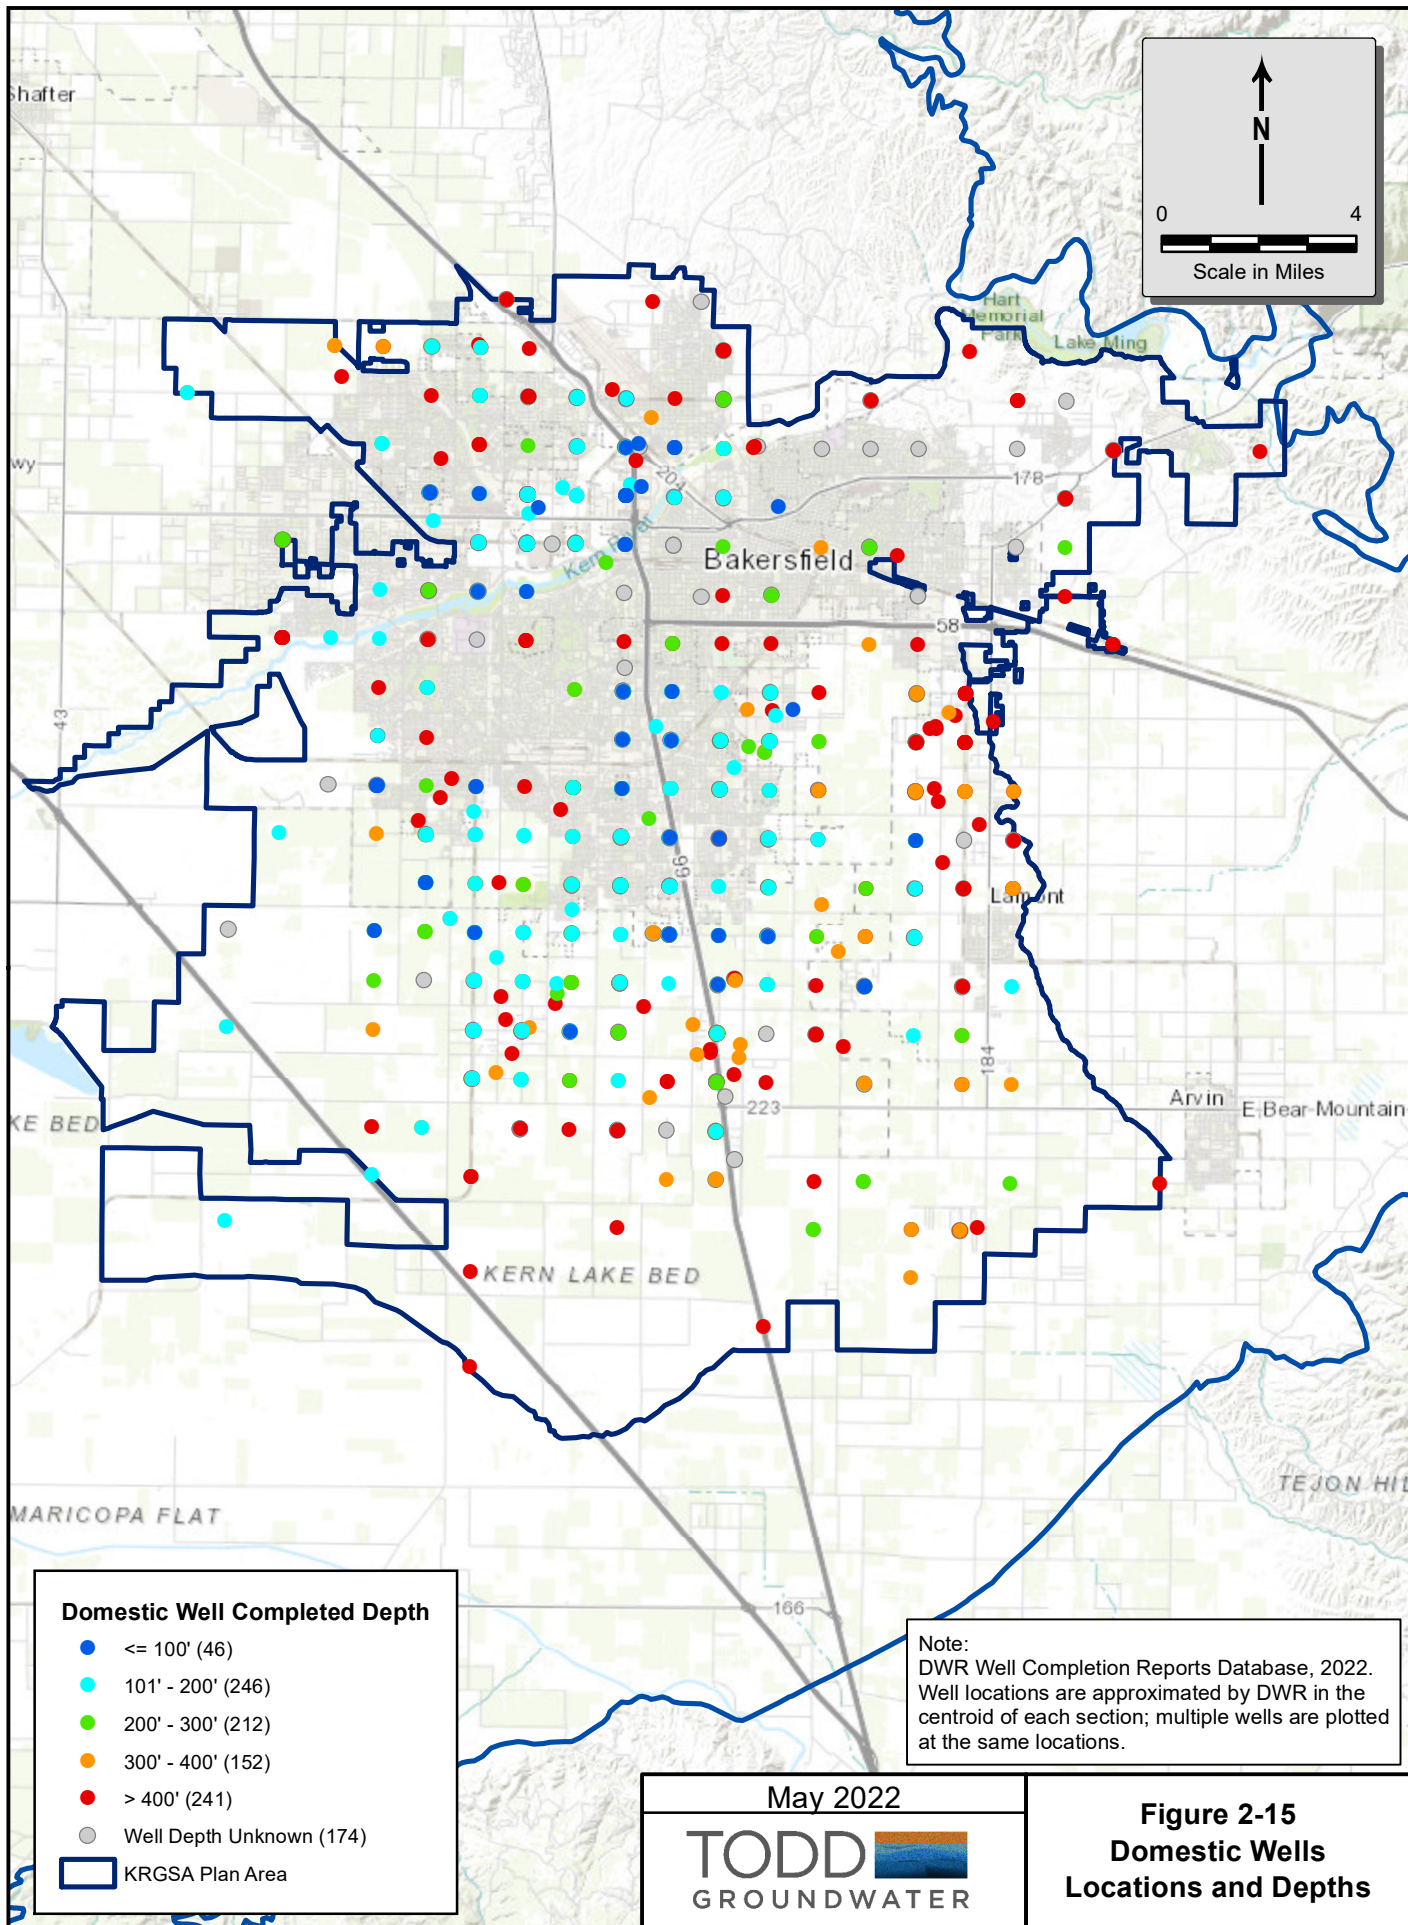 Shafter
N
0 4
Scale in Miles
Hart
Memorial
Park
Lake Ming
wy
204
178
Kern River
Bakersfield
58
43
99
Lamont
184
223
Arvin
E Bear Mountain
KE BED
KERN LAKE BED
TEJON HIL
MARICOPA FLAT
166
Domestic Well Completed Depth
<= 100' (46)
101' - 200' (246)
200' - 300' (212)
300' - 400' (152)
> 400' (241)
Well Depth Unknown (174)
KRGSA Plan Area
Note:
DWR Well Completion Reports Database, 2022.
Well locations are approximated by DWR in the
centroid of each section; multiple wells are plotted
at the same locations.
May 2022
TODD
GROUNDWATER
Figure 2-15
Domestic Wells
Locations and Depths